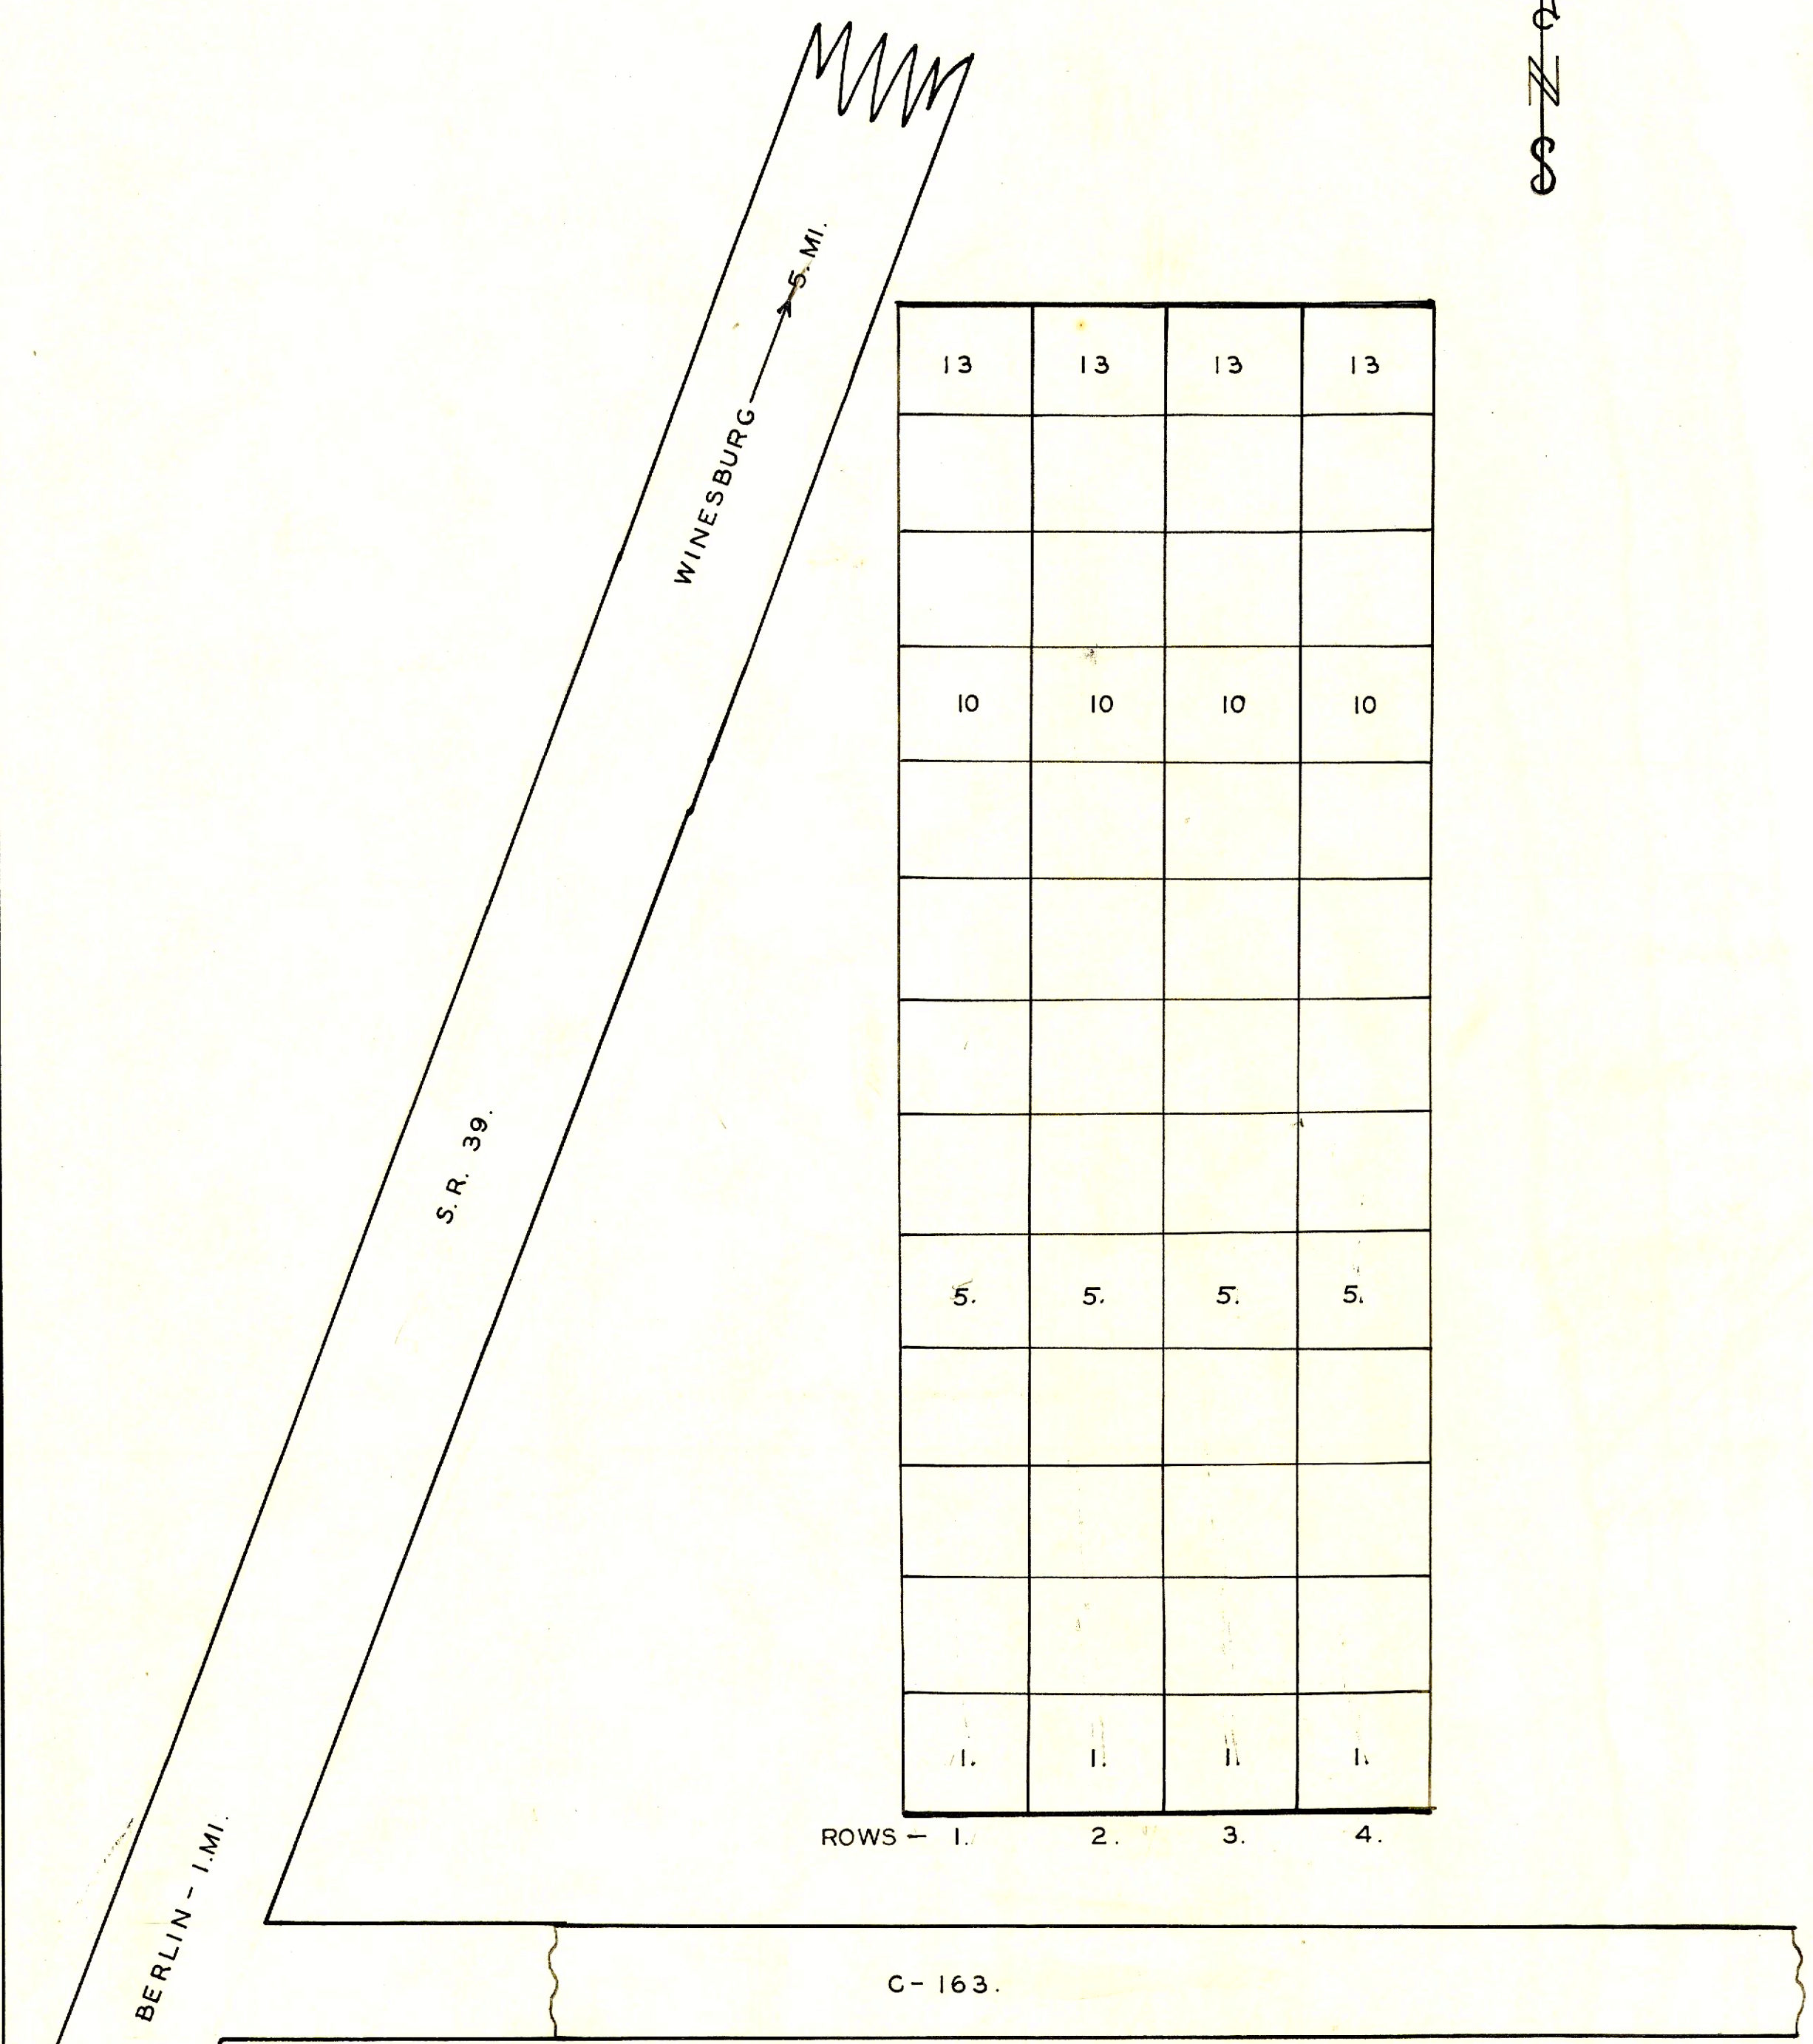 N
S
WINESBURG → 5. MI.
13 13 13 13
10 10 10 10
S.R. 39.
5. 5. 5. 5.
1. 1. 1. 1.
ROWS – 1. 2. 3. 4.
BERLIN – 1. MI.
C - 163.